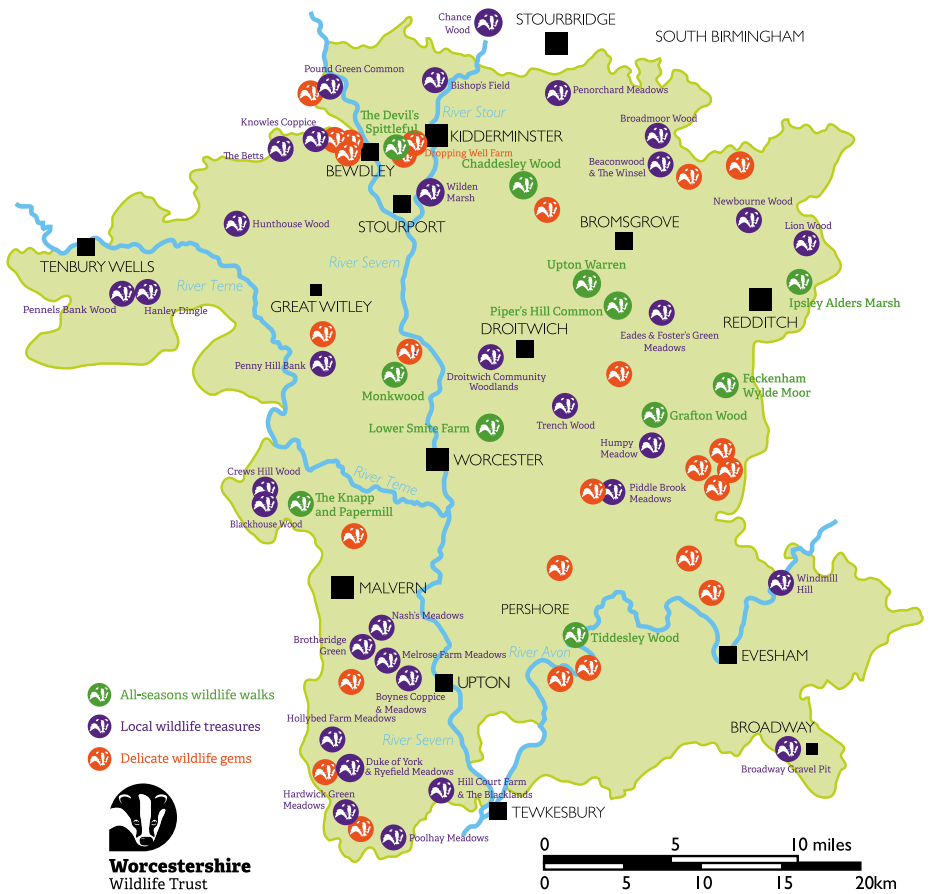 Chance
Wood
STOURBRIDGE
SOUTH BIRMINGHAM
Pound Green Common
Bishop's Field
Penorchard Meadows
River Stour
The Devil's
Spittleful
Knowles Coppice
KIDDERMINSTER
Broadmoor Wood
The Betts
Dropping Well Farm
BEWDLEY
Chaddesley Wood
Beaconwood
& The Winsel
Wilden
Marsh
Newbourne Wood
Hunthouse Wood
STOURPORT
BROMSGROVE
Lion Wood
TENBURY WELLS
River Severn
Upton Warren
River Teme
Pennels Bank Wood
Hanley Dingle
GREAT WITLEY
Piper's Hill Common
Ipsley Alders Marsh
REDDITCH
DROITWICH
Eades & Foster's Green
Meadows
Penny Hill Bank
Droitwich Community
Woodlands
Feckenham
Wylde Moor
Monkwood
Lower Smite Farm
Trench Wood
Grafton Wood
Humpy
Meadow
WORCESTER
Crews Hill Wood
River Teme
The Knapp
and Papermill
Piddle Brook
Meadows
Blackhouse Wood
MALVERN
Windmill
Hill
PERSHORE
Nash's Meadows
Tiddesley Wood
Brotheridge
Green
Melrose Farm Meadows
River Avon
EVESHAM
UPTON
Boynes Coppice
& Meadows
All-seasons wildlife walks
Local wildlife treasures
Delicate wildlife gems
Hollybed Farm Meadows
River Severn
BROADWAY
Broadway Gravel Pit
Duke of York
& Ryefield Meadows
Hill Court Farm
& The Blacklands
Hardwick Green
Meadows
TEWKESBURY
Poolhay Meadows
0 5 10 miles
0 5 10 15 20km
Worcestershire
Wildlife Trust